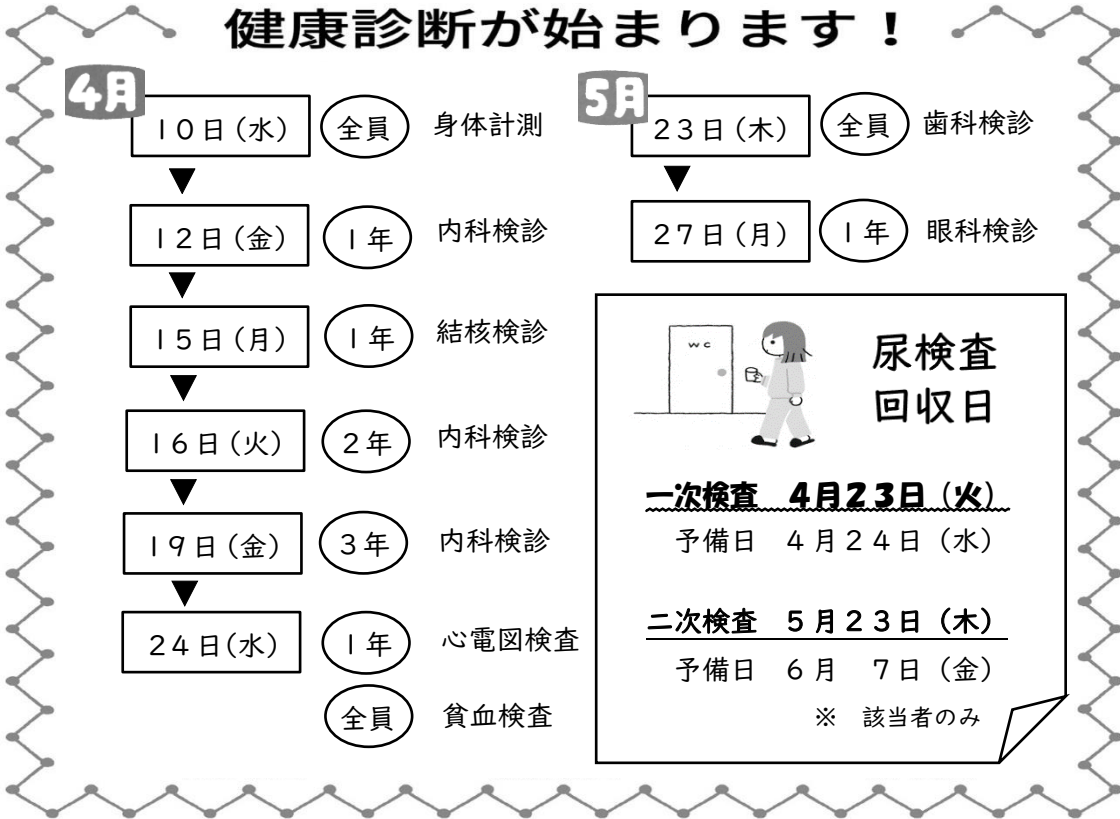 健康診断が始まります！
4月
10日（水） 全員 身体計測
12日（金） 1年 内科検診
15日（月） 1年 結核検診
16日（火） 2年 内科検診
19日（金） 3年 内科検診
24日(水） 1年 心電図検査
全員 貧血検査
5月
23日（木） 全員 歯科検診
27日（月） 1年 眼科検診
wc
尿検査
回収日
一次検査 4月23日（火）
予備日 4月24日（水）
二次検査 5月23日（木）
予備日 6月 7日（金）
※ 該当者のみ